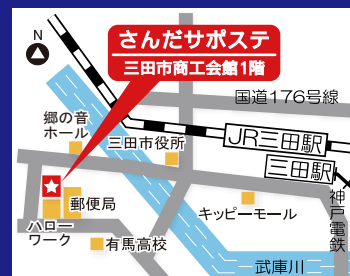 N
さんだサポステ
三田市商工会館1階
国道176号線
郷の音
ホール
三田市役所
JR三田駅
三田駅
郵便局
ハロー
ワーク
キッピーモール
神戸電鉄
有馬高校
武庫川